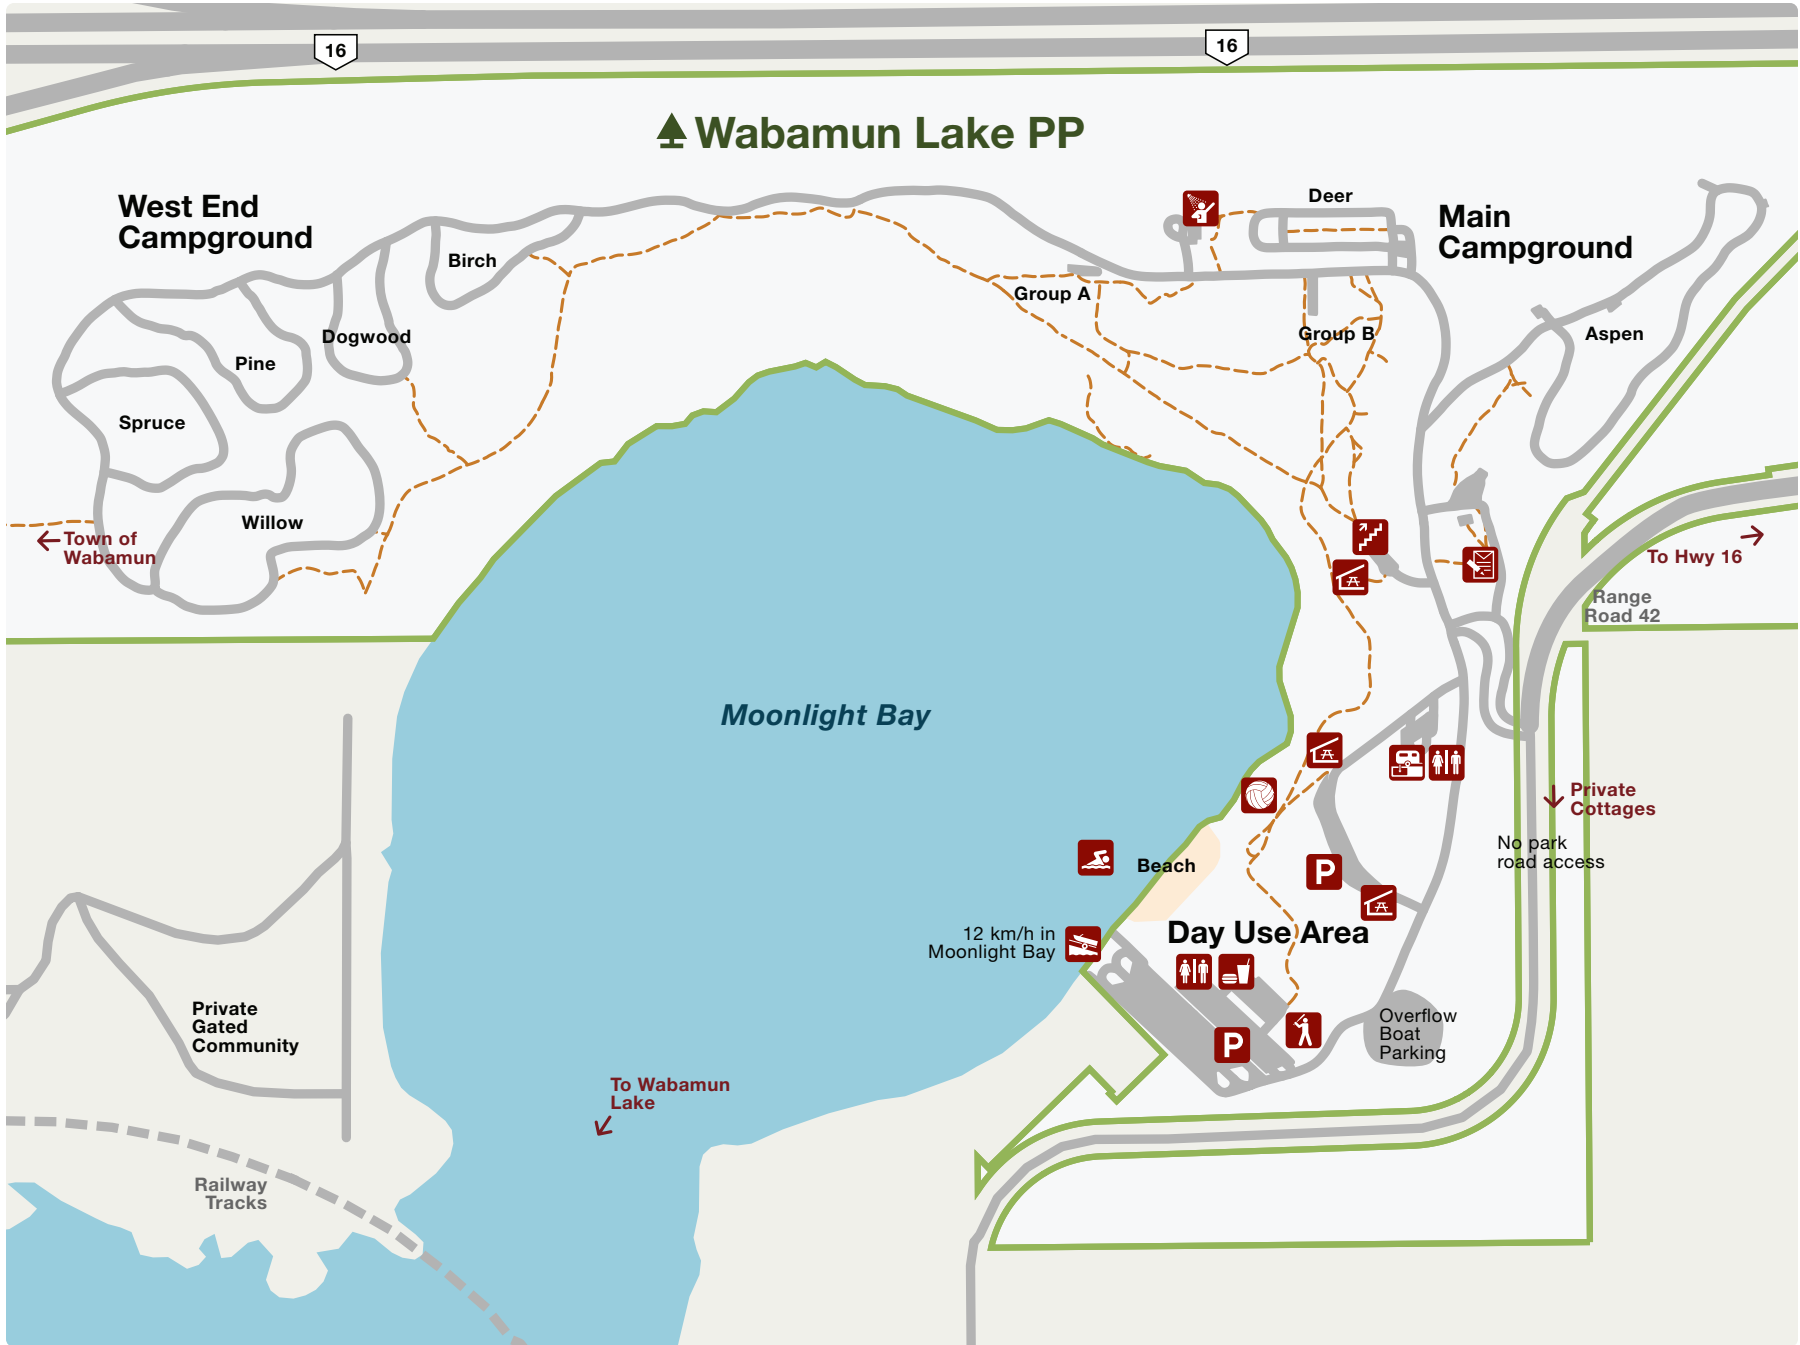 16
16
Wabamun Lake PP
West End
Campground
Birch
Dogwood
Pine
Spruce
Willow
Town of
Wabamun
Deer
Main
Campground
Group A
Group B
Aspen
To Hwy 16
Range
Road 42
Moonlight Bay
Private
Cottages
No park
road access
Beach
P
12 km/h in
Moonlight Bay
Day Use Area
Overflow
Boat
Parking
P
Private
Gated
Community
To Wabamun
Lake
Railway
Tracks